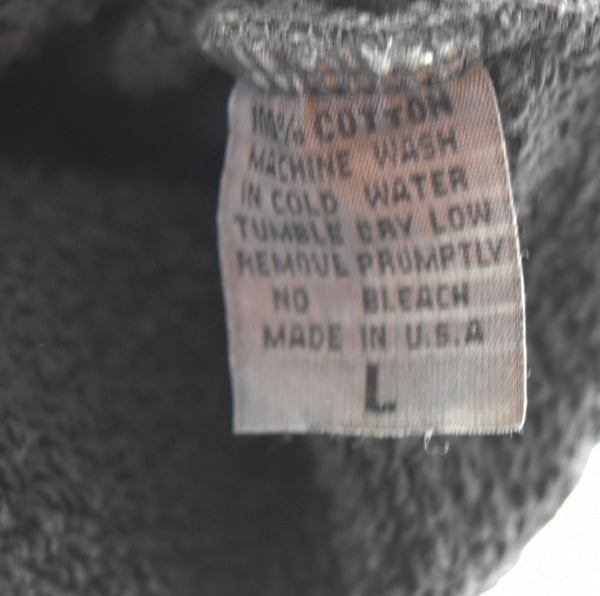 100% COTTON
MACHINE WASH
IN COLD WATER
TUMBLE DRY LOW
REMOVE PROMPTLY
NO BLEACH
MADE IN U.S.A
L